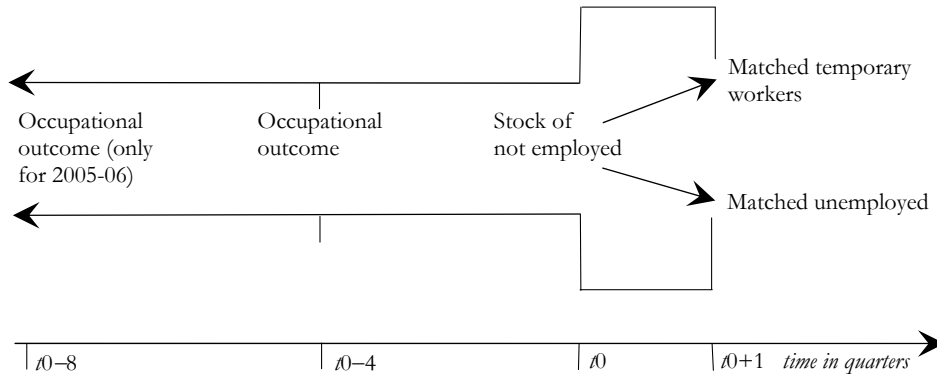 Matched temporary
workers
Occupational
outcome (only
for 2005-06)
Occupational
outcome
Stock of
not employed
Matched unemployed
t0–8
t0–4
t0
t0+1
time in quarters